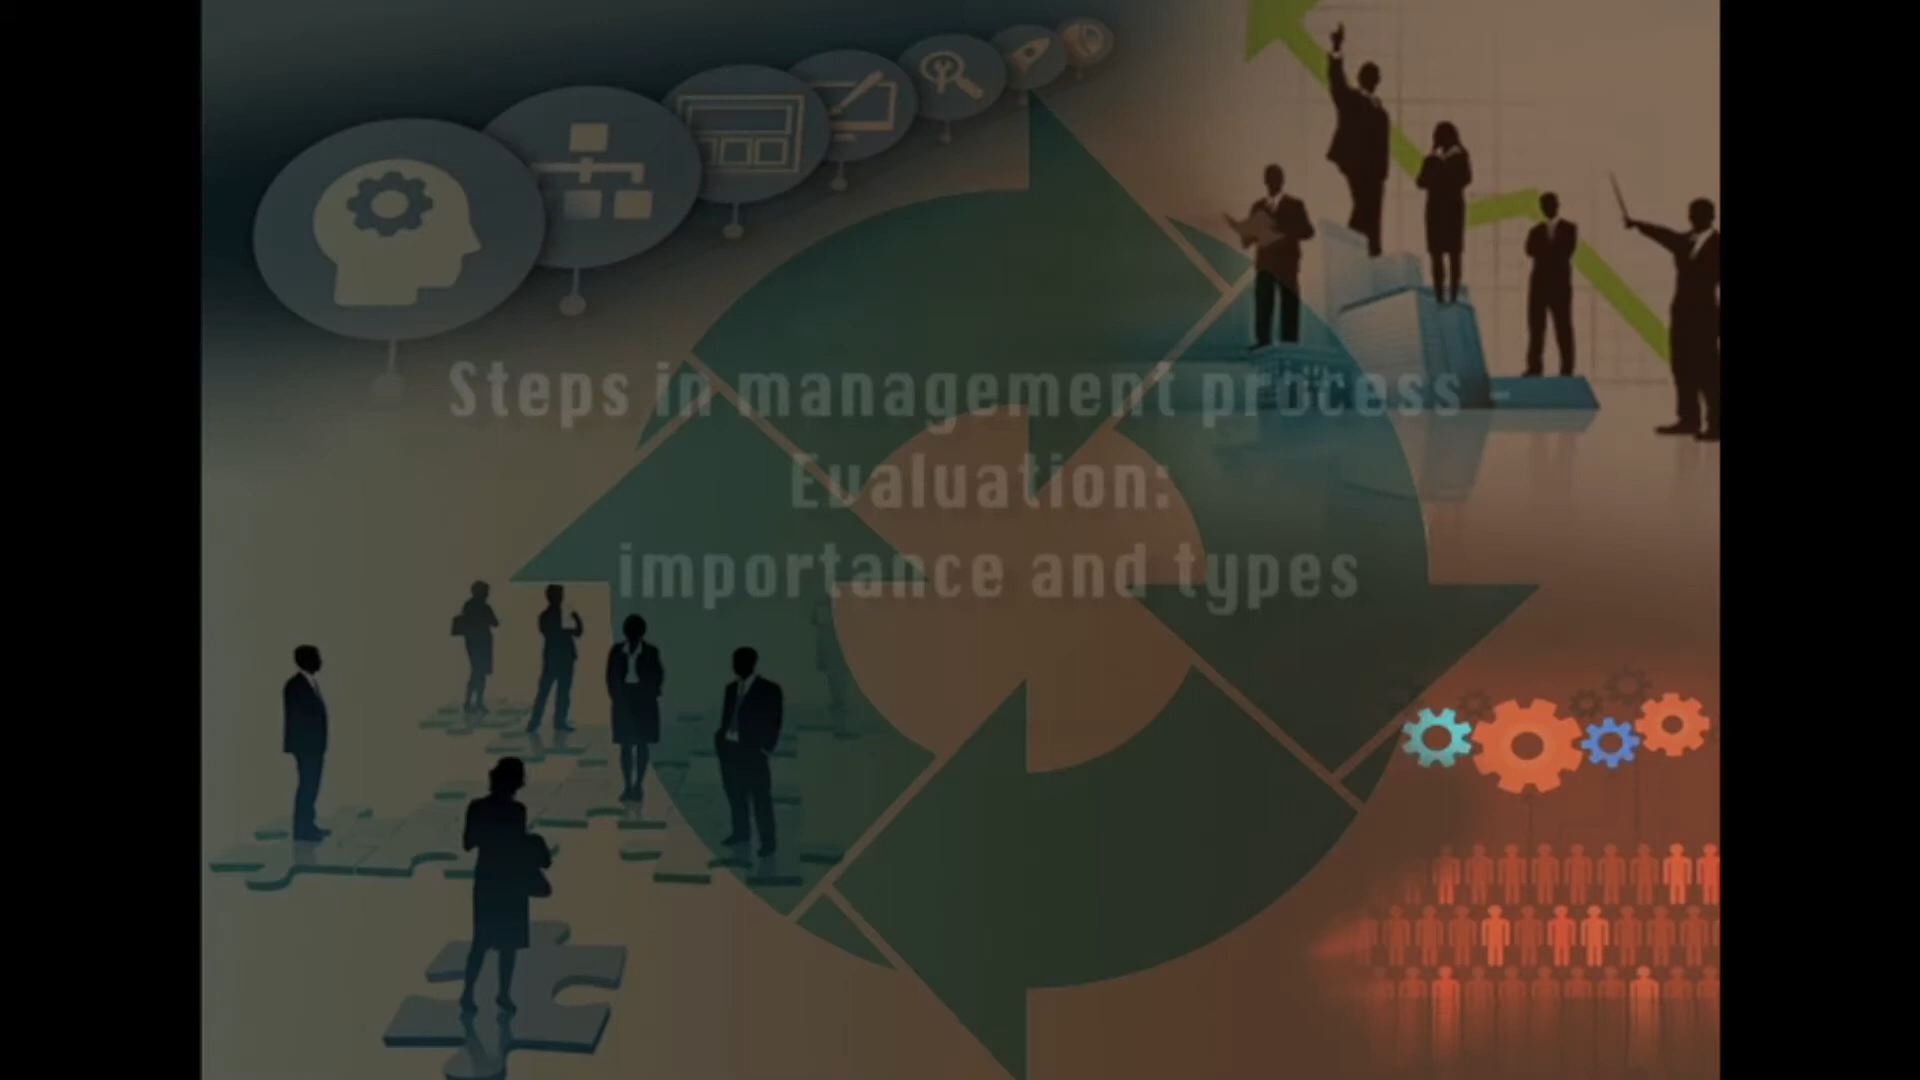 Steps in management process -
Evaluation:
importance and types